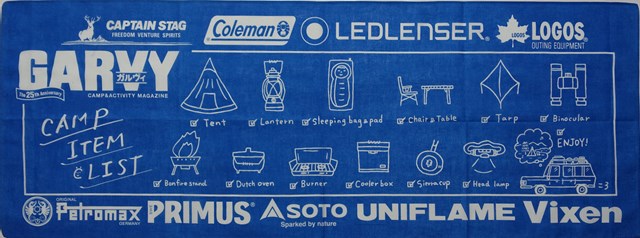 CAPTAIN STAG
FREEDOM VENTURE SPIRITS
Coleman
LEDLENSER
LOGOS
LOGOS
OUTING EQUIPMENT
GARVY
ガルヴィ
The 25th Anniversary
CAMP&ACTIVITY MAGAZINE
CAMP
ITEM
LIST
Tent
Lantern
Sleeping bag & pad
Chair & Table
Tarp
Binocular
Bonfire stand
Dutch oven
Burner
Cooler box
Sierra cup
Head lamp
ENJOY!
ORIGINAL
Petromax
GERMANY
PRIMUS
SOTO
Sparked by nature
UNIFLAME
Vixen